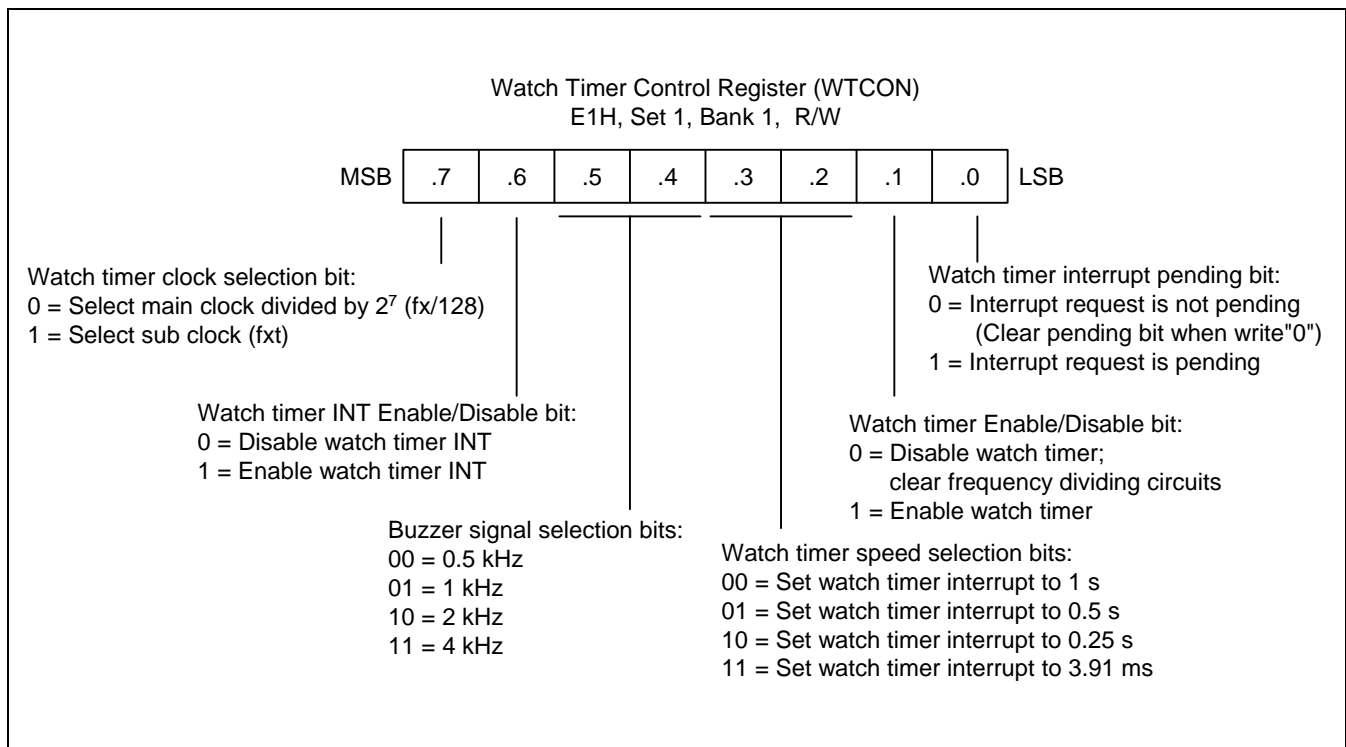 Watch Timer Control Register (WTCON)
E1H, Set 1, Bank 1, R/W
MSB .7 .6 .5 .4 .3 .2 .1 .0 LSB
Watch timer clock selection bit:
0 = Select main clock divided by 2⁷ (fx/128)
1 = Select sub clock (fxt)
Watch timer INT Enable/Disable bit:
0 = Disable watch timer INT
1 = Enable watch timer INT
Buzzer signal selection bits:
00 = 0.5 kHz
01 = 1 kHz
10 = 2 kHz
11 = 4 kHz
Watch timer interrupt pending bit:
0 = Interrupt request is not pending
(Clear pending bit when write"0")
1 = Interrupt request is pending
Watch timer Enable/Disable bit:
0 = Disable watch timer;
clear frequency dividing circuits
1 = Enable watch timer
Watch timer speed selection bits:
00 = Set watch timer interrupt to 1 s
01 = Set watch timer interrupt to 0.5 s
10 = Set watch timer interrupt to 0.25 s
11 = Set watch timer interrupt to 3.91 ms